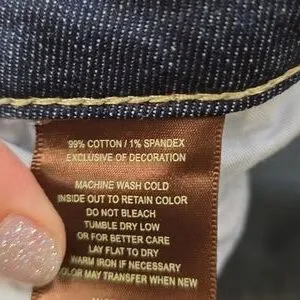 99% COTTON / 1% SPANDEX
EXCLUSIVE OF DECORATION
MACHINE WASH COLD
INSIDE OUT TO RETAIN COLOR
DO NOT BLEACH
TUMBLE DRY LOW
OR FOR BETTER CARE
LAY FLAT TO DRY
WARM IRON IF NECESSARY
COLOR MAY TRANSFER WHEN NEW